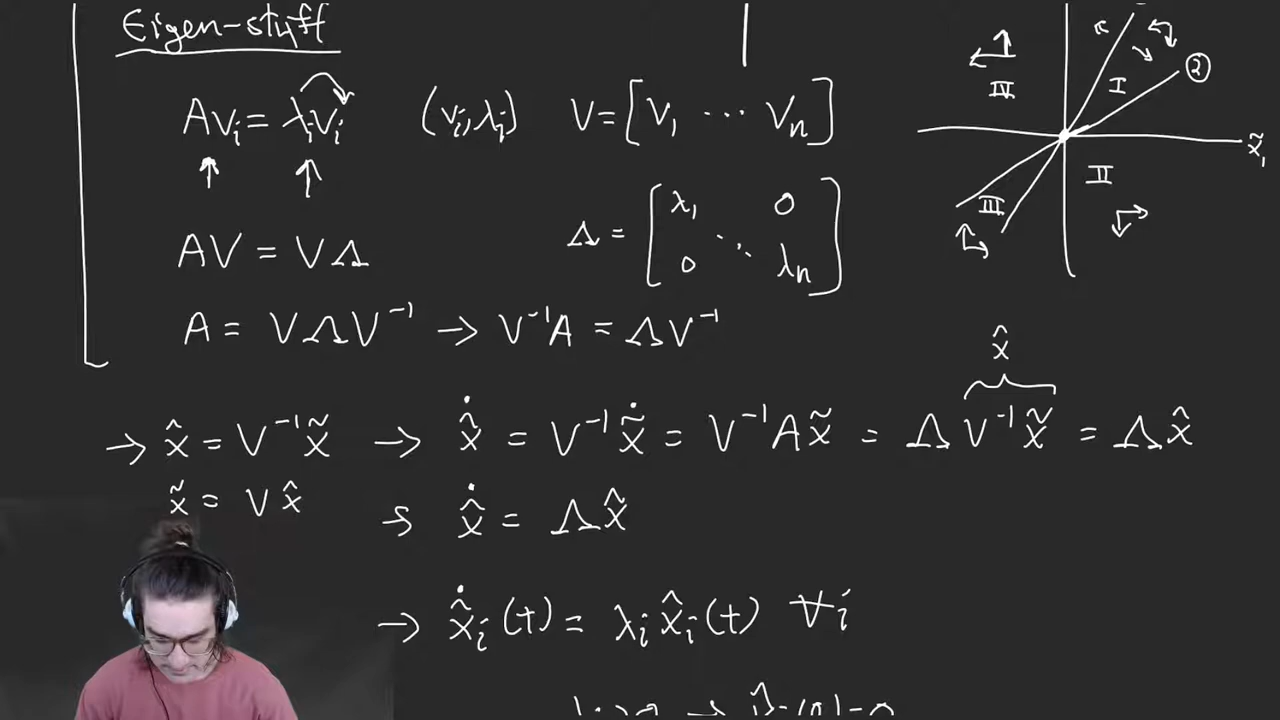 Eigen-stuff
Avᵢ = λᵢvᵢ (vᵢ, λᵢ) V = [V₁ ⋯ Vₙ]
AV = VΛ Λ = [λ₁ 0 ⋱ 0 λₙ]
A = VΛV⁻¹ → V⁻¹A = ΛV⁻¹
IV I ②
x̃₁
III II
x̂
→ x̂ = V⁻¹x̃ → x̂̇ = V⁻¹x̃̇ = V⁻¹Ax̃ = ΛV⁻¹x̃ = Λx̂
x̃ = Vx̂ → x̂̇ = Λx̂
→ x̂̇ᵢ(t) = λᵢx̂ᵢ(t) ∀i